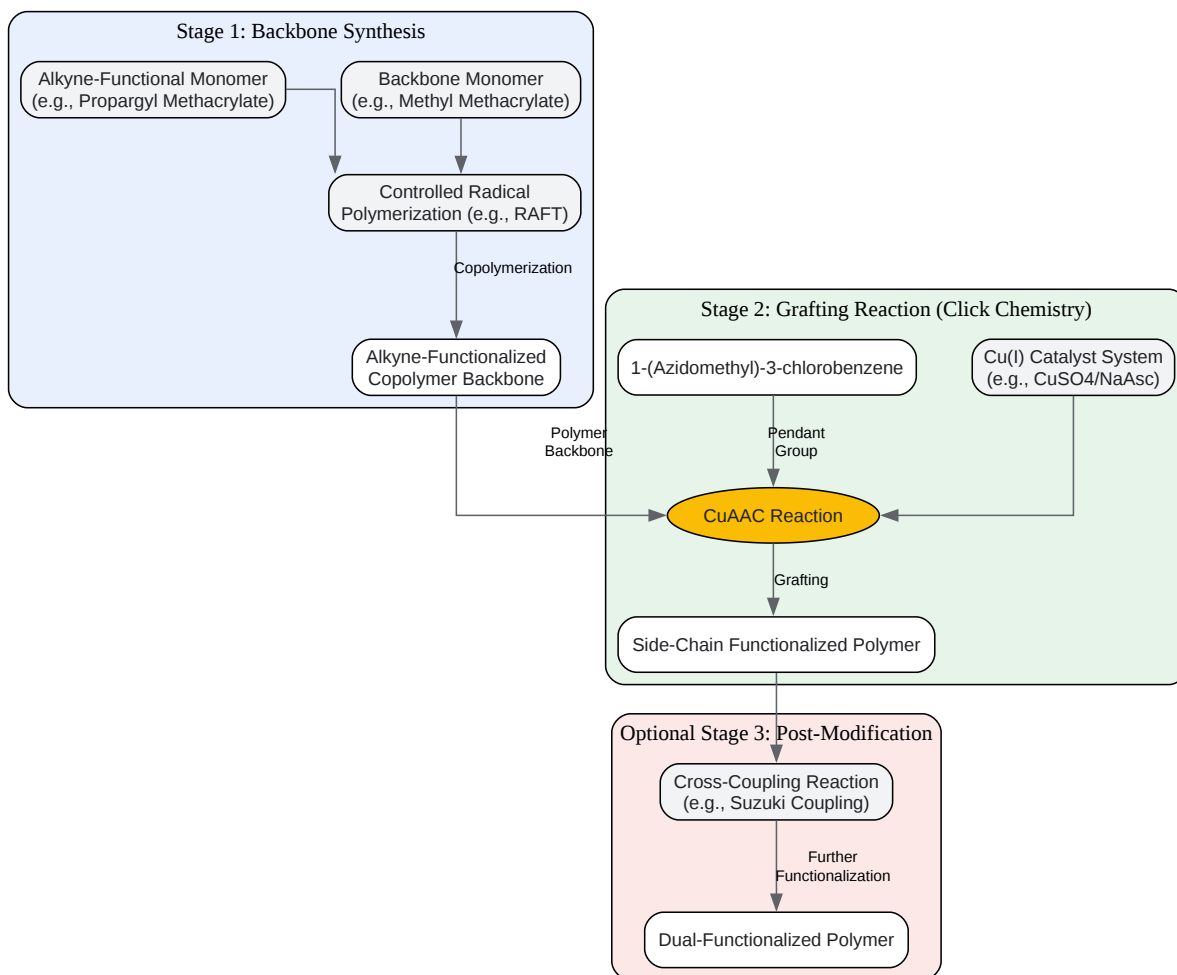 Stage 1: Backbone Synthesis
Alkyne-Functional Monomer
(e.g., Propargyl Methacrylate)
Backbone Monomer
(e.g., Methyl Methacrylate)
Controlled Radical
Polymerization (e.g., RAFT)
Copolymerization
Alkyne-Functionalized
Copolymer Backbone
Polymer
Backbone
Stage 2: Grafting Reaction (Click Chemistry)
1-(Azidomethyl)-3-chlorobenzene
Cu(I) Catalyst System
(e.g., CuSO4/NaAsc)
Pendant
Group
CuAAC Reaction
Grafting
Side-Chain Functionalized Polymer
Optional Stage 3: Post-Modification
Cross-Coupling Reaction
(e.g., Suzuki Coupling)
Further
Functionalization
Dual-Functionalized Polymer